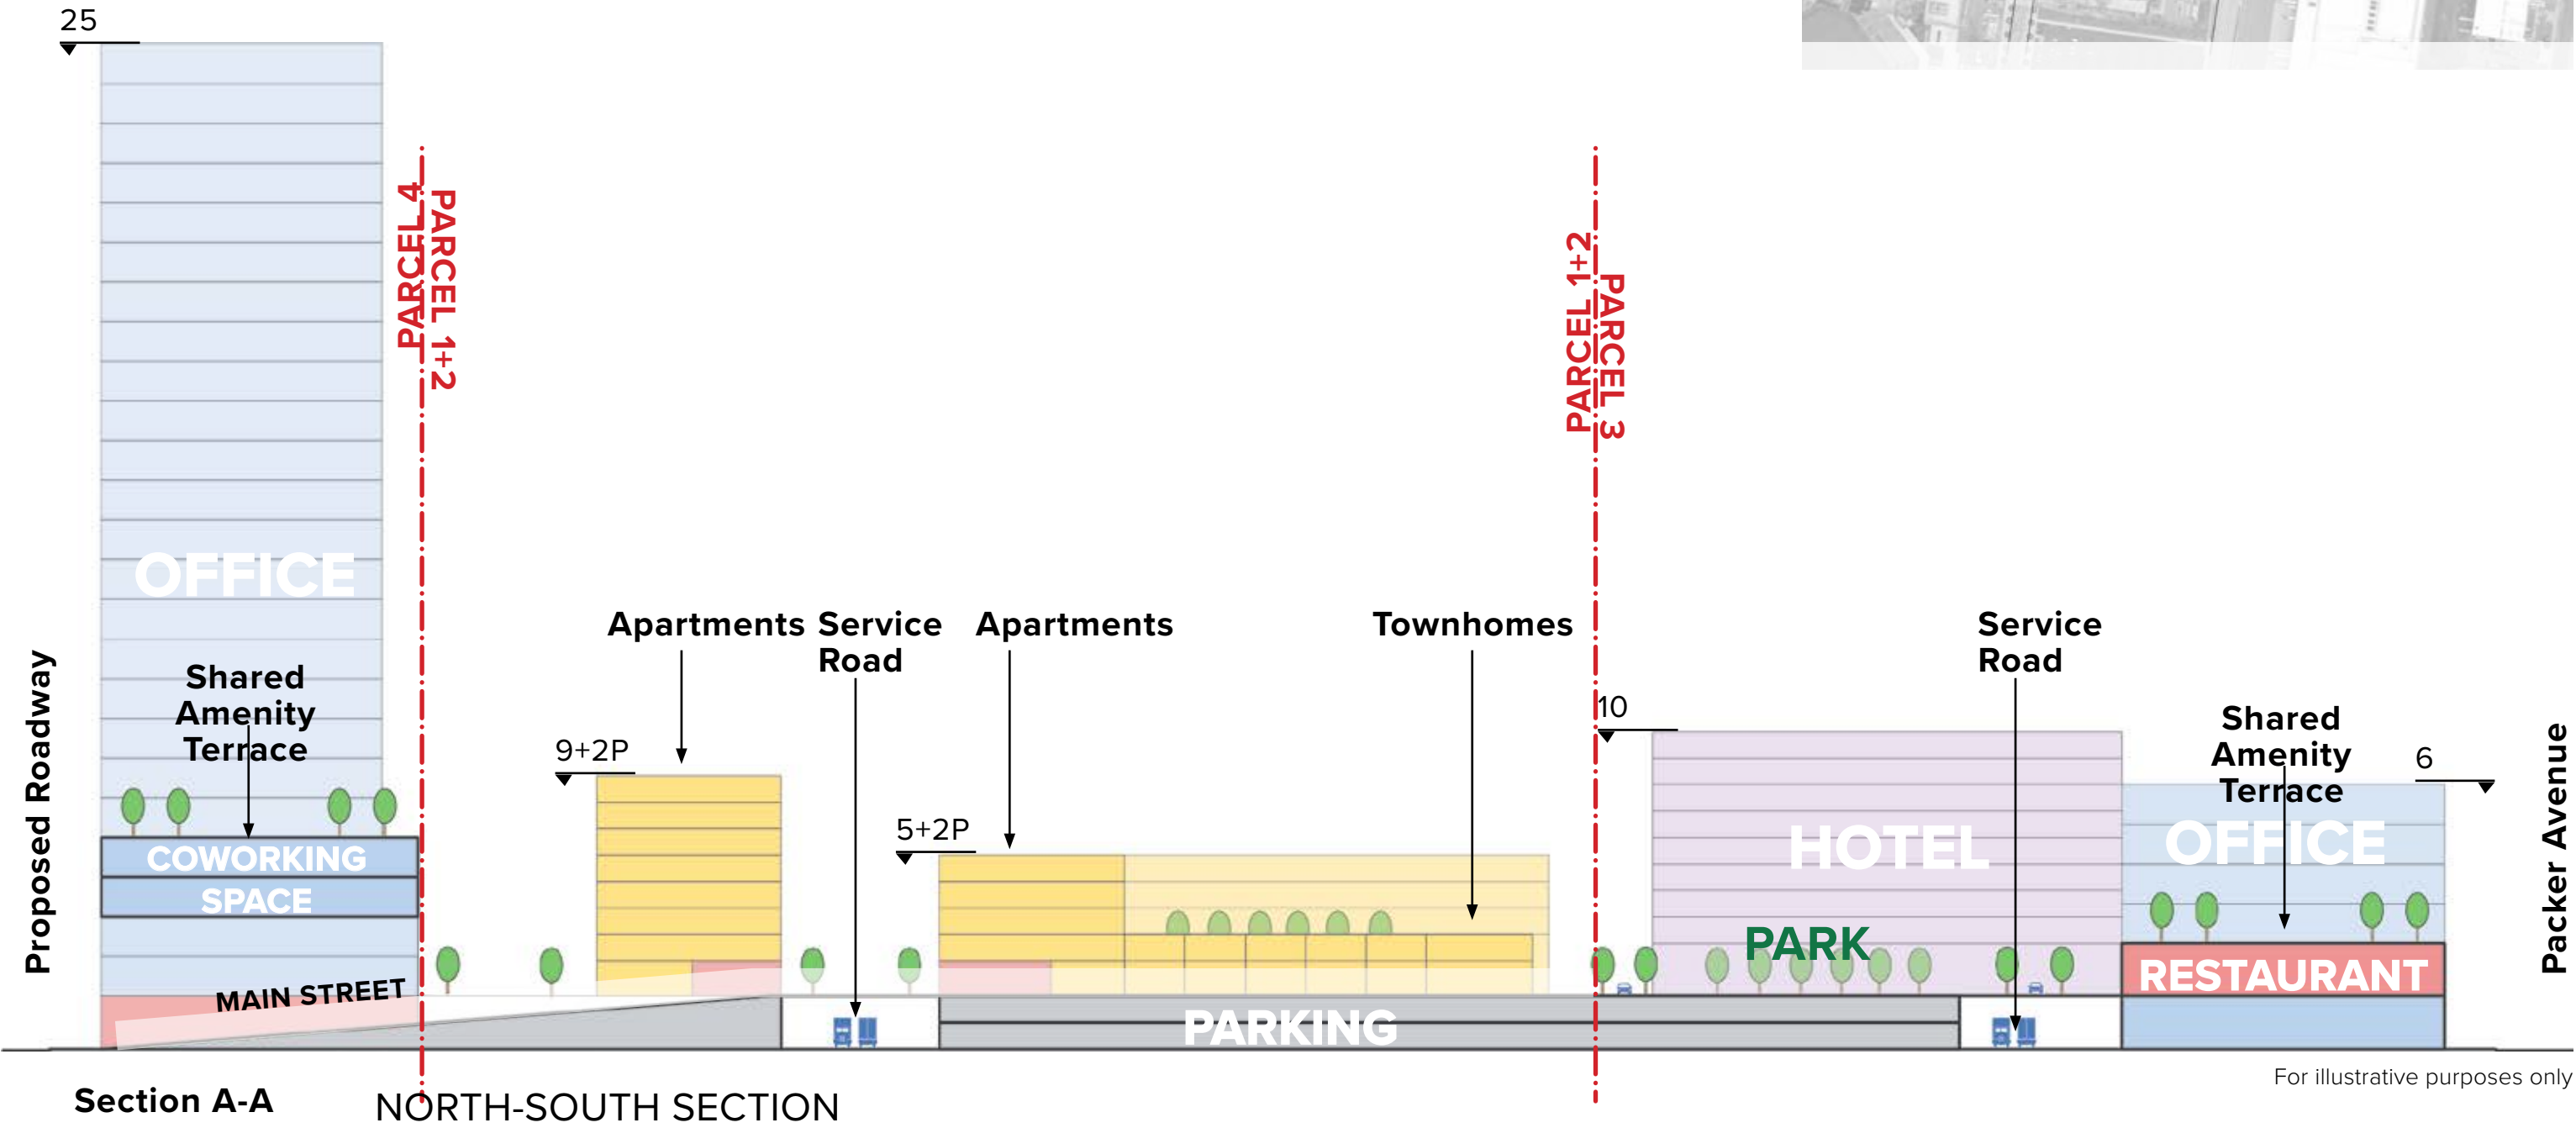 25
PARCEL 4
PARCEL 1+2
PARCEL 1+2
PARCEL 3
OFFICE
Apartments
Service
Road
Apartments
Townhomes
Service
Road
Shared
Amenity
Terrace
Shared
Amenity
Terrace
10
9+2P
6
5+2P
Proposed Roadway
Packer Avenue
COWORKING
SPACE
HOTEL
OFFICE
PARK
RESTAURANT
MAIN STREET
PARKING
For illustrative purposes only
Section A-A
NORTH-SOUTH SECTION